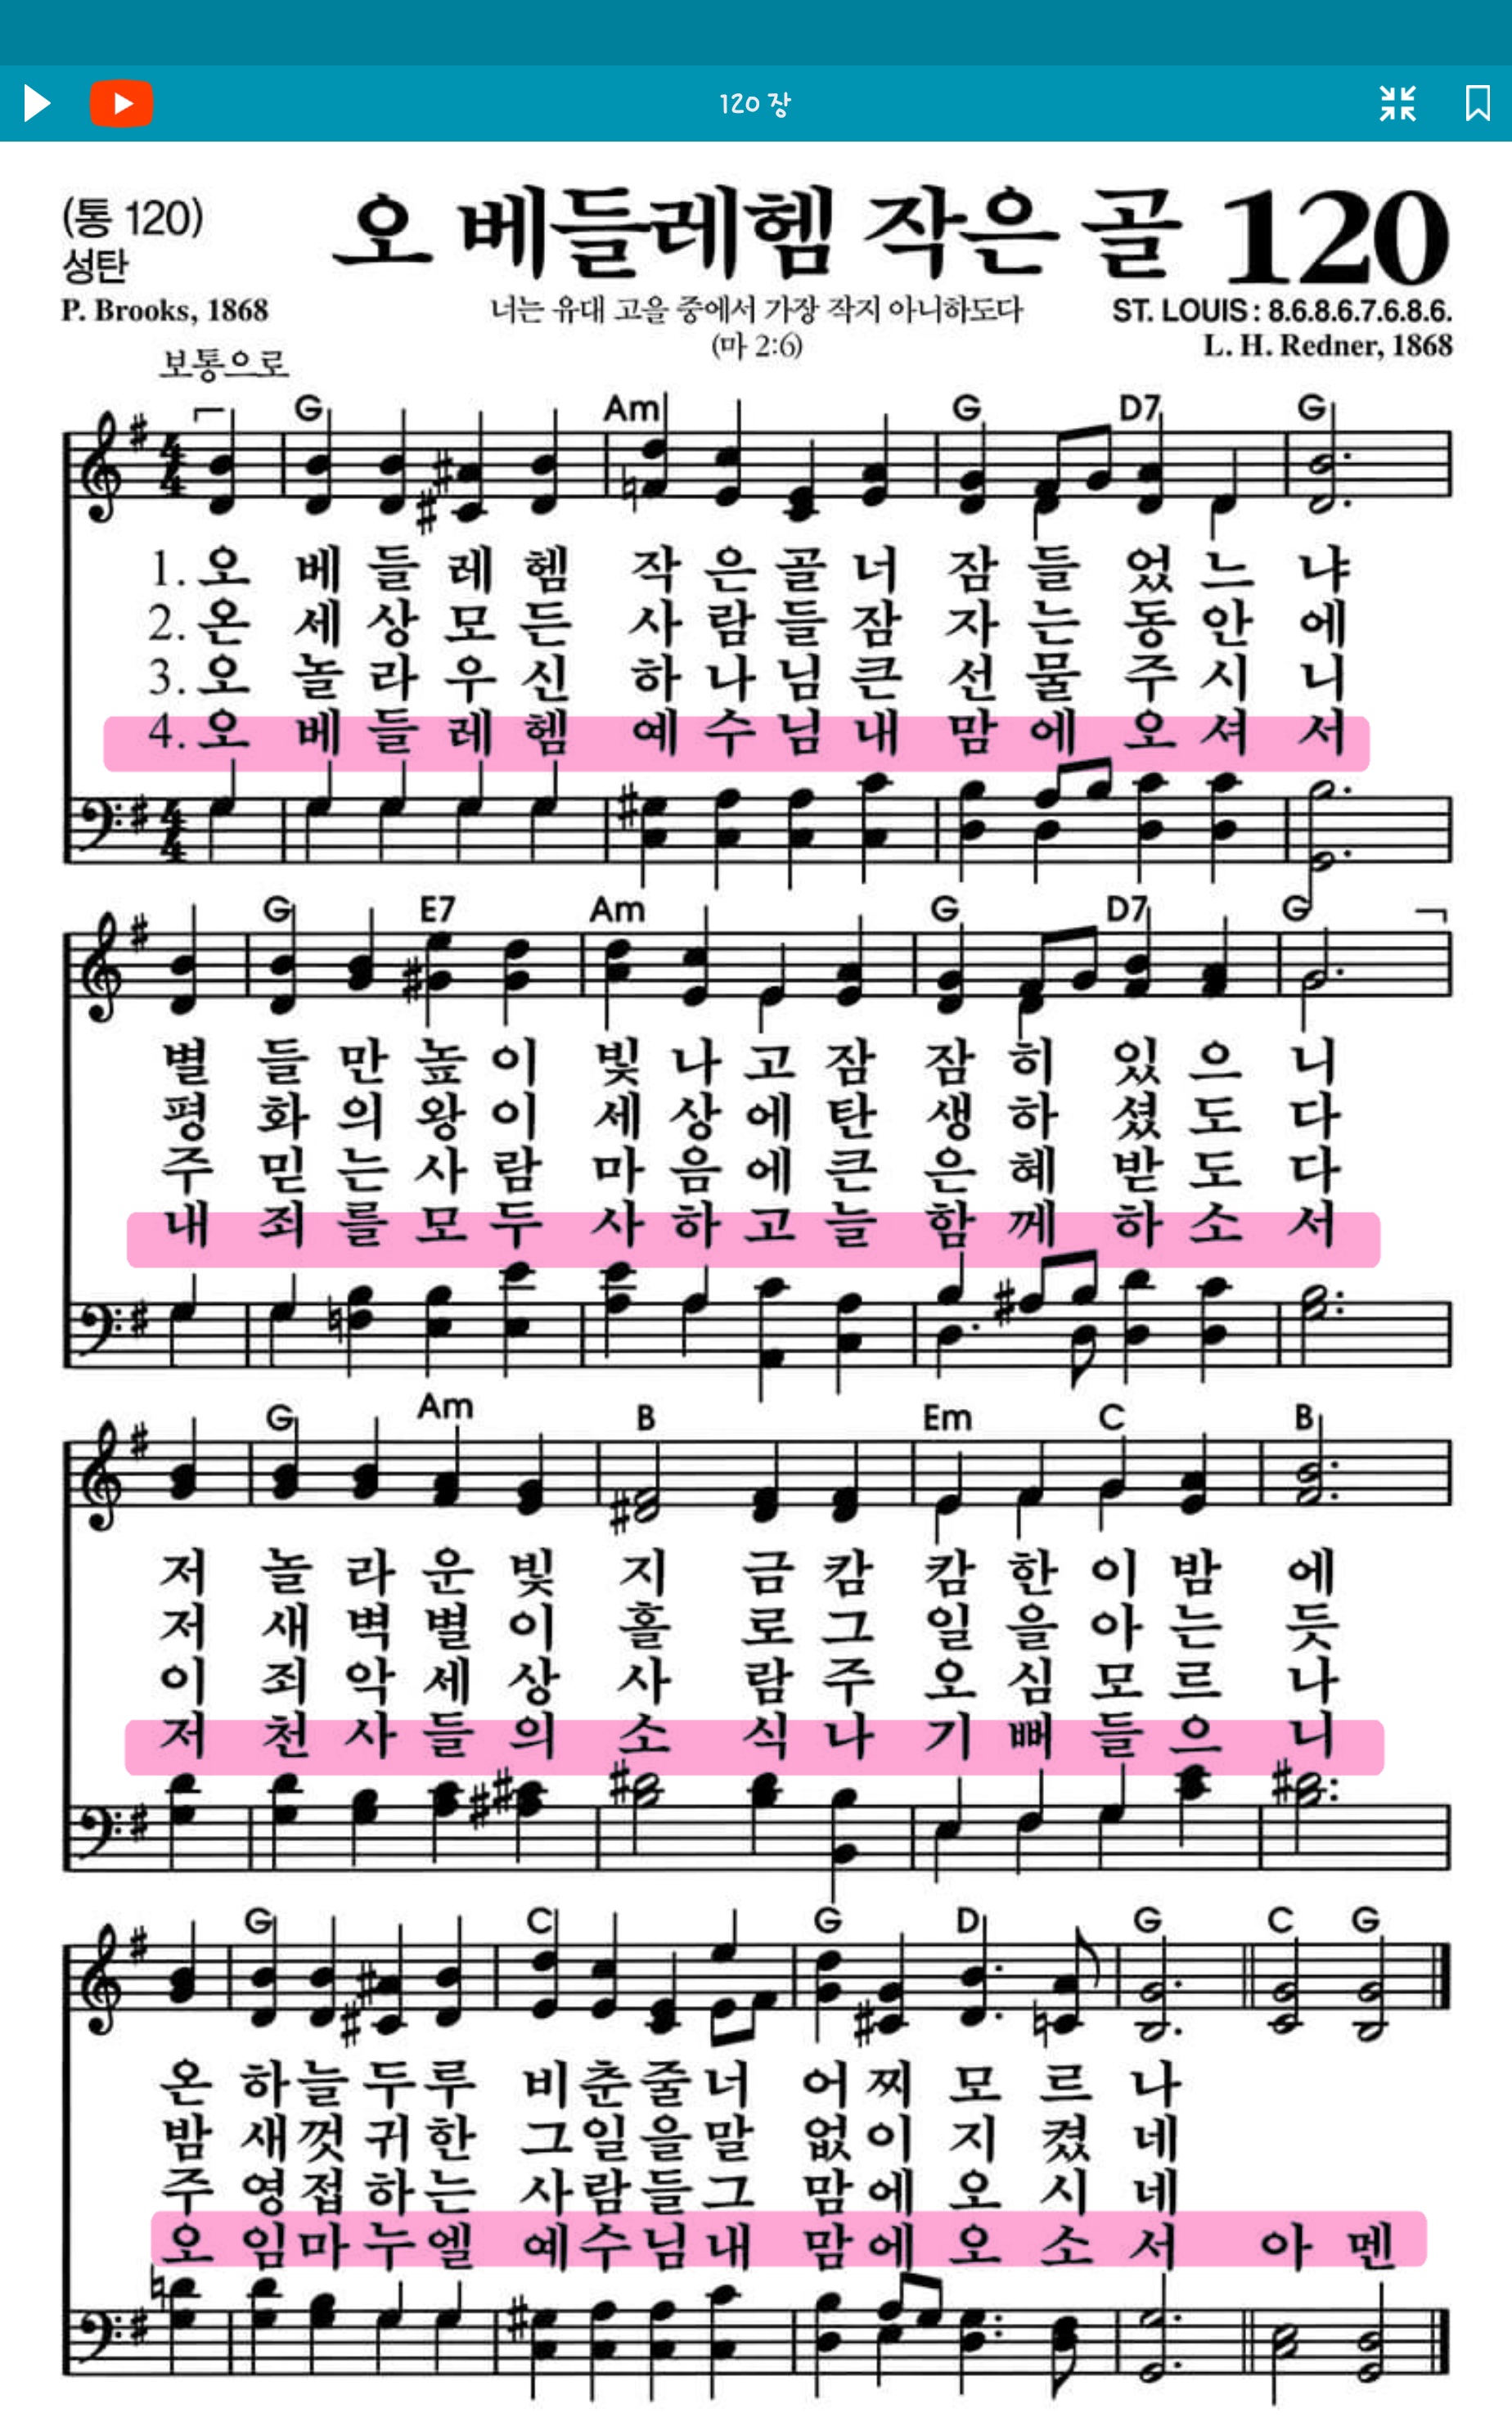 120 장
(통 120)
성탄
오 베들레헴 작은 골 120
P. Brooks, 1868
너는 유대 고을 중에서 가장 작지 아니하도다
(마 2:6)
ST. LOUIS : 8.6.8.6.7.6.8.6.
L. H. Redner, 1868
보통으로
G Am G D7 G
1. 오 베 들 레 헴 작 은 골 너 잠 들 었 느 냐
2. 온 세 상 모 든 사 람 들 잠 자 는 동 안 에
3. 오 놀 라 우 신 하 나 님 큰 선 물 주 시 니
4. 오 베 들 레 헴 예 수 님 내 맘 에 오 셔 서
G E7 Am G D7 G
별 들 만 높 이 빛 나 고 잠 잠 히 있 으 니
평 화 의 왕 이 세 상 에 탄 생 하 셨 도 다
주 믿 는 사 람 마 음 에 큰 은 혜 받 도 다
내 죄 를 모 두 사 하 고 늘 함 께 하 소 서
G Am B Em C B
저 놀 라 운 빛 지 금 캄 캄 한 이 밤 에
저 새 벽 별 이 홀 로 그 일 을 아 는 듯
이 죄 악 세 상 사 람 주 오 심 모 르 나
저 천 사 들 의 소 식 나 기 뻐 들 으 니
G C G D G C G
온 하 늘 두 루 비 춘 줄 너 어 찌 모 르 나
밤 새 껏 귀 한 그 일 을 말 없 이 지 켰 네
주 영 접 하 는 사 람 들 그 맘 에 오 시 네
오 임 마 누 엘 예 수 님 내 맘 에 오 소 서 아 멘